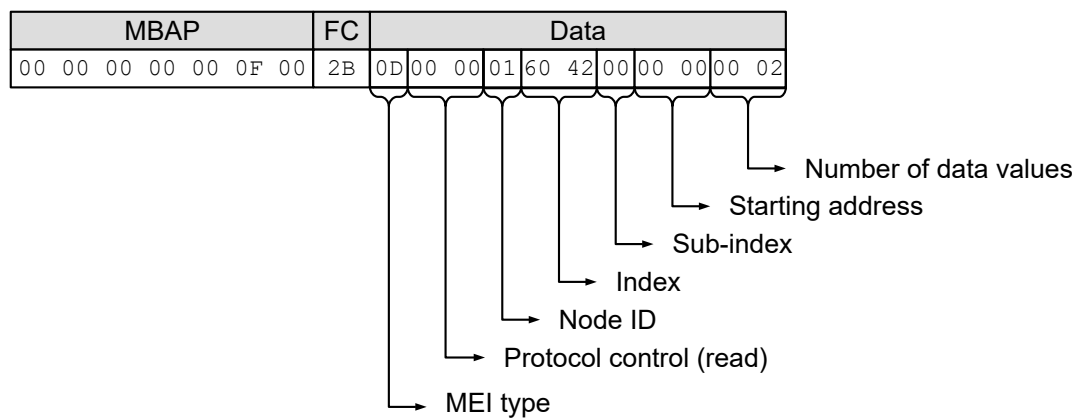 MBAP FC Data
00 00 00 00 00 0F 00 2B 0D 00 00 01 60 42 00 00 00 00 02
Number of data values
Starting address
Sub-index
Index
Node ID
Protocol control (read)
MEI type